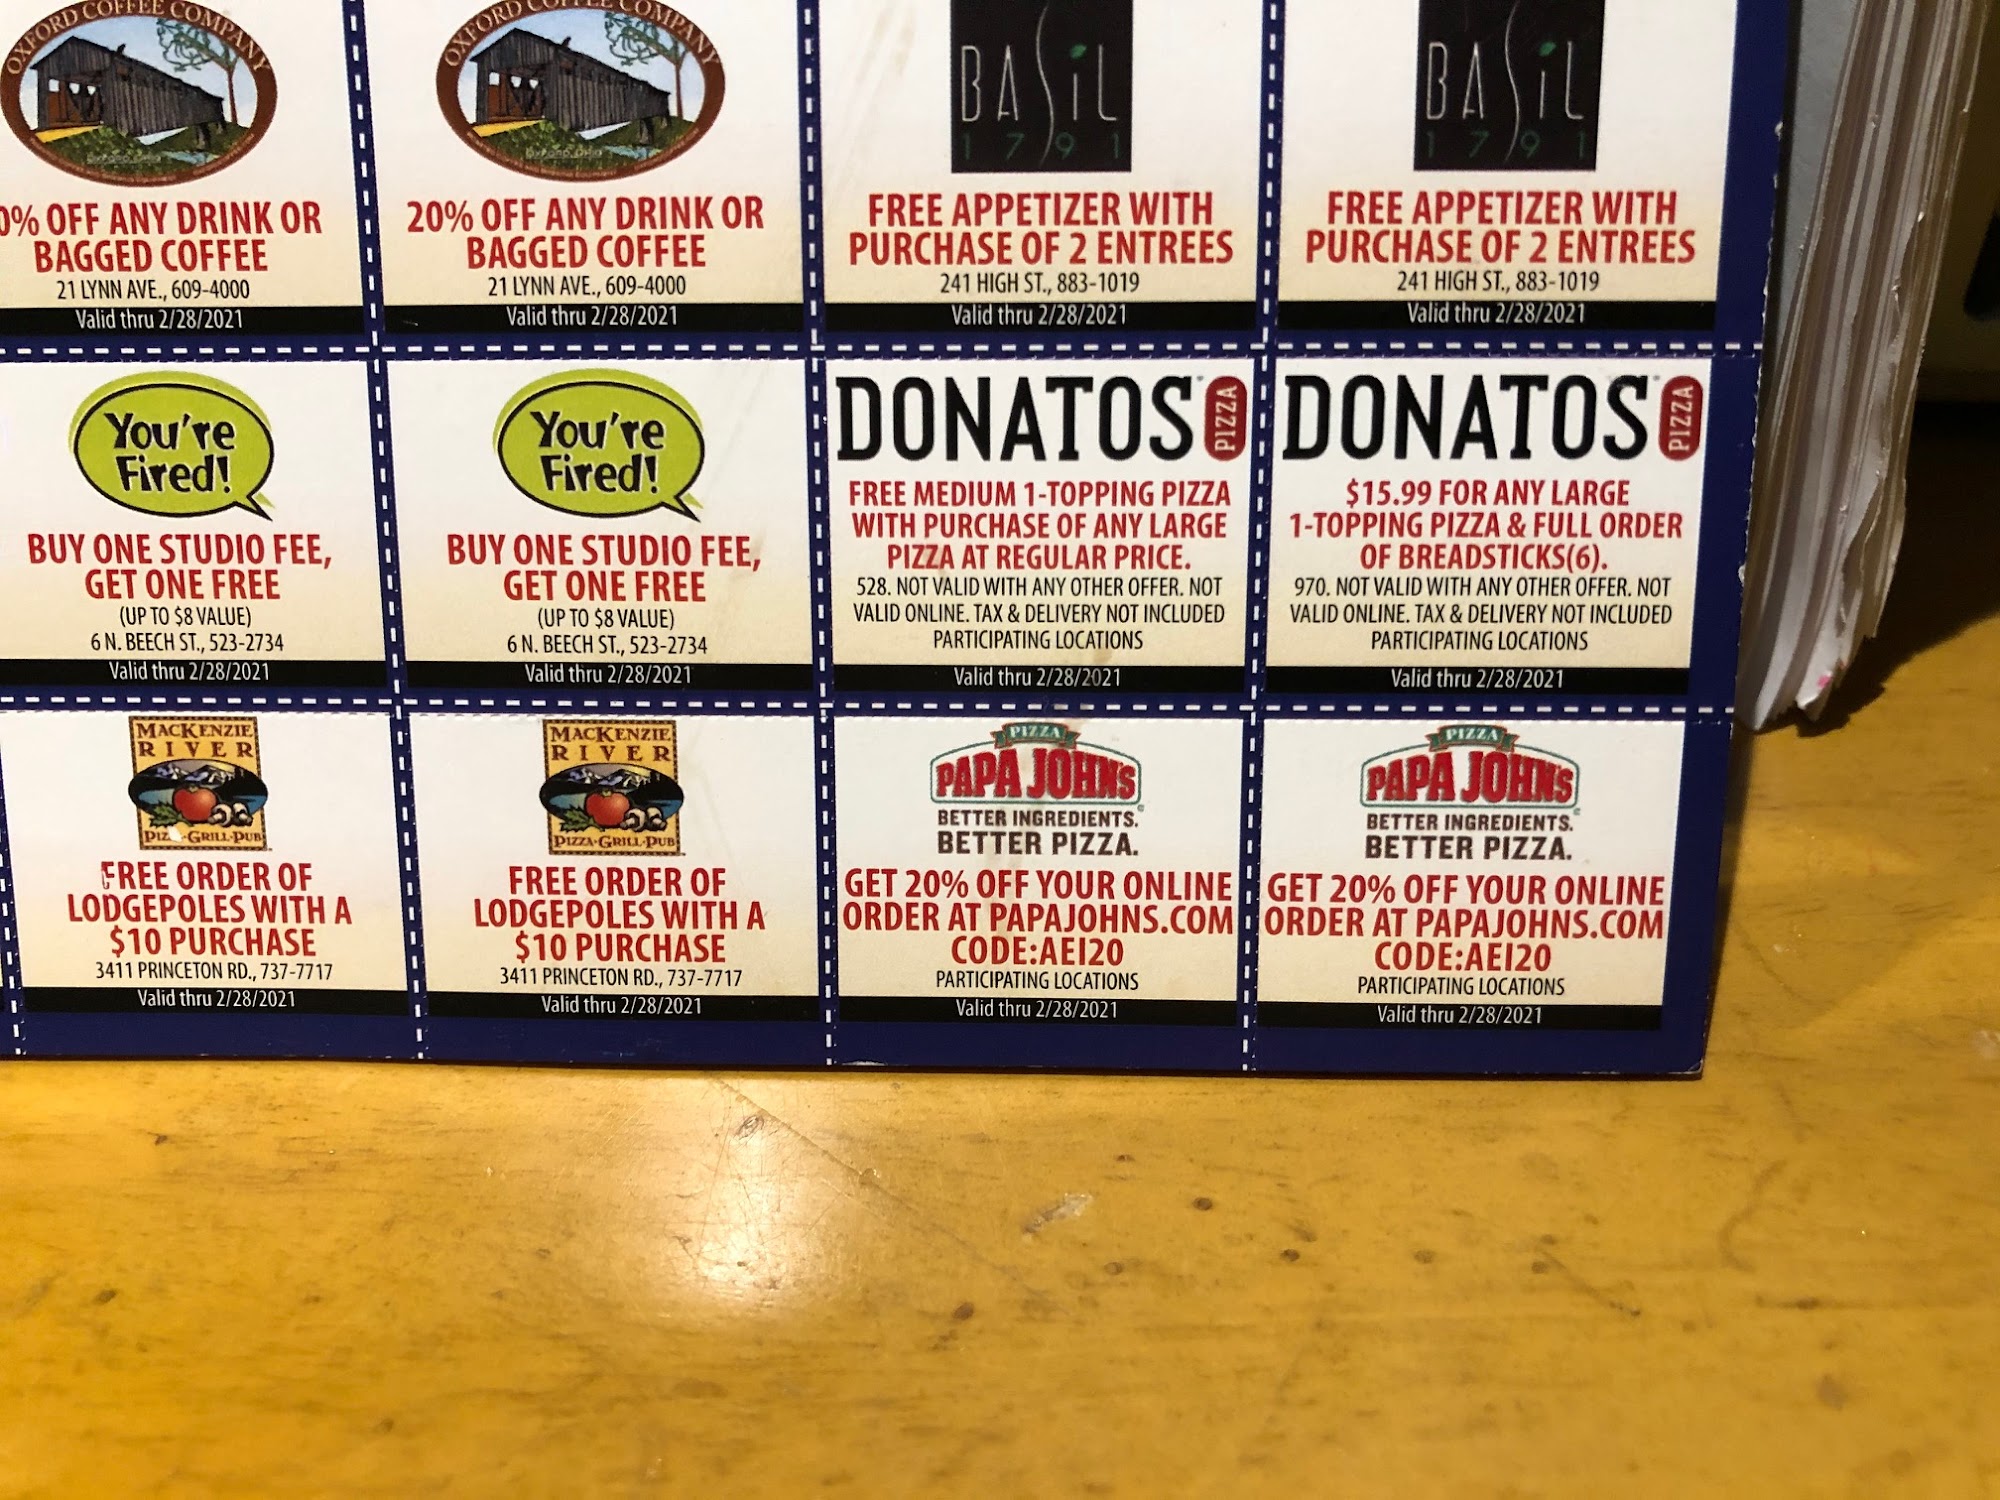 OXFORD COFFEE COMPANY
0% OFF ANY DRINK OR
BAGGED COFFEE
21 LYNN AVE., 609-4000
Valid thru 2/28/2021
OXFORD COFFEE COMPANY
20% OFF ANY DRINK OR
BAGGED COFFEE
21 LYNN AVE., 609-4000
Valid thru 2/28/2021
BASiL
1791
FREE APPETIZER WITH
PURCHASE OF 2 ENTREES
241 HIGH ST., 883-1019
Valid thru 2/28/2021
BASiL
1791
FREE APPETIZER WITH
PURCHASE OF 2 ENTREES
241 HIGH ST., 883-1019
Valid thru 2/28/2021
You're
Fired!
BUY ONE STUDIO FEE,
GET ONE FREE
(UP TO $8 VALUE)
6 N. BEECH ST., 523-2734
Valid thru 2/28/2021
You're
Fired!
BUY ONE STUDIO FEE,
GET ONE FREE
(UP TO $8 VALUE)
6 N. BEECH ST., 523-2734
Valid thru 2/28/2021
DONATOS PIZZA
FREE MEDIUM 1-TOPPING PIZZA
WITH PURCHASE OF ANY LARGE
PIZZA AT REGULAR PRICE.
528. NOT VALID WITH ANY OTHER OFFER. NOT
VALID ONLINE. TAX & DELIVERY NOT INCLUDED
PARTICIPATING LOCATIONS
Valid thru 2/28/2021
DONATOS PIZZA
$15.99 FOR ANY LARGE
1-TOPPING PIZZA & FULL ORDER
OF BREADSTICKS(6).
970. NOT VALID WITH ANY OTHER OFFER. NOT
VALID ONLINE. TAX & DELIVERY NOT INCLUDED
PARTICIPATING LOCATIONS
Valid thru 2/28/2021
MACKENZIE
RIVER
PIZZA·GRILL·PUB
FREE ORDER OF
LODGEPOLES WITH A
$10 PURCHASE
3411 PRINCETON RD., 737-7717
Valid thru 2/28/2021
MACKENZIE
RIVER
PIZZA·GRILL·PUB
FREE ORDER OF
LODGEPOLES WITH A
$10 PURCHASE
3411 PRINCETON RD., 737-7717
Valid thru 2/28/2021
PIZZA
PAPA JOHNS
BETTER INGREDIENTS.
BETTER PIZZA.
GET 20% OFF YOUR ONLINE
ORDER AT PAPAJOHNS.COM
CODE:AEI20
PARTICIPATING LOCATIONS
Valid thru 2/28/2021
PIZZA
PAPA JOHNS
BETTER INGREDIENTS.
BETTER PIZZA.
GET 20% OFF YOUR ONLINE
ORDER AT PAPAJOHNS.COM
CODE:AEI20
PARTICIPATING LOCATIONS
Valid thru 2/28/2021